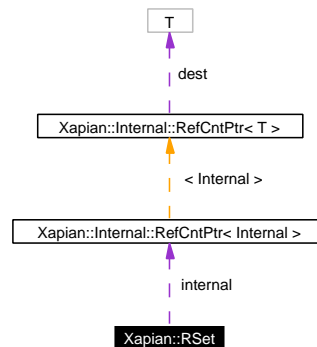 T
dest
Xapian::Internal::RefCntPtr< T >
< Internal >
Xapian::Internal::RefCntPtr< Internal >
internal
Xapian::RSet